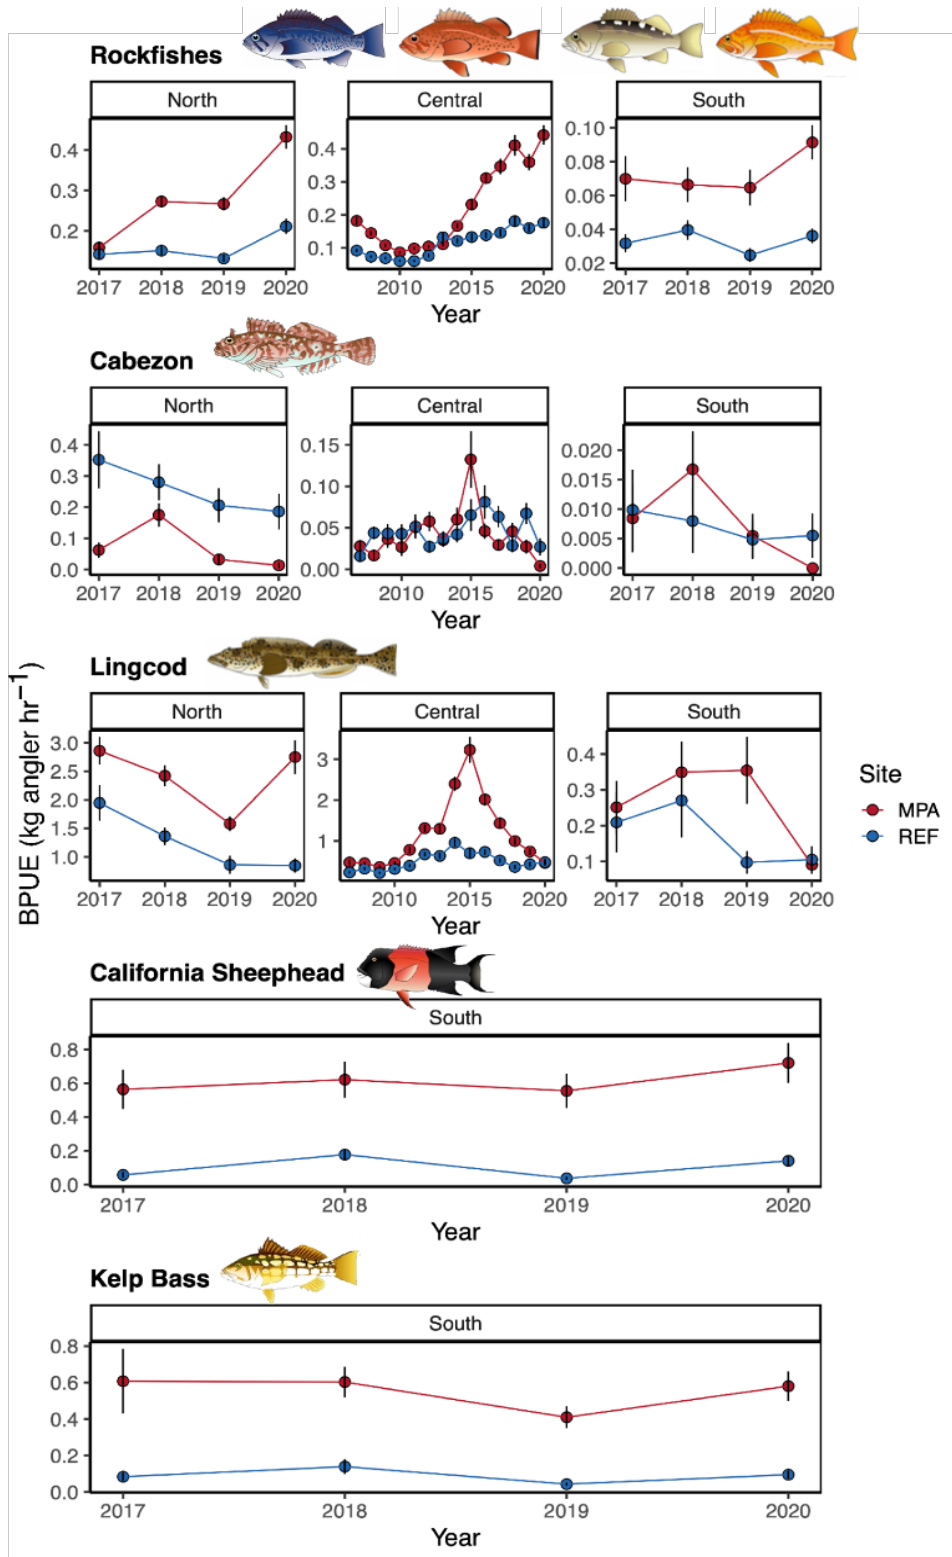 Rockfishes
North Central South
0.4
0.3
0.2
0.4
0.3
0.2
0.1
0.10
0.08
0.06
0.04
0.02
2017 2018 2019 2020 2010 2015 2020 2017 2018 2019 2020
Year
Cabezon
North Central South
0.4
0.3
0.2
0.1
0.0
0.15
0.10
0.05
0.00
0.020
0.015
0.010
0.005
0.000
2017 2018 2019 2020 2010 2015 2020 2017 2018 2019 2020
Year
Lingcod
North Central South
3.0
2.5
2.0
1.5
1.0
3
2
1
0.4
0.3
0.2
0.1
2017 2018 2019 2020 2010 2015 2020 2017 2018 2019 2020
Year
BPUE (kg angler hr⁻¹)
Site
MPA
REF
California Sheephead
South
0.8
0.6
0.4
0.2
0.0
2017 2018 2019 2020
Year
Kelp Bass
South
0.8
0.6
0.4
0.2
0.0
2017 2018 2019 2020
Year